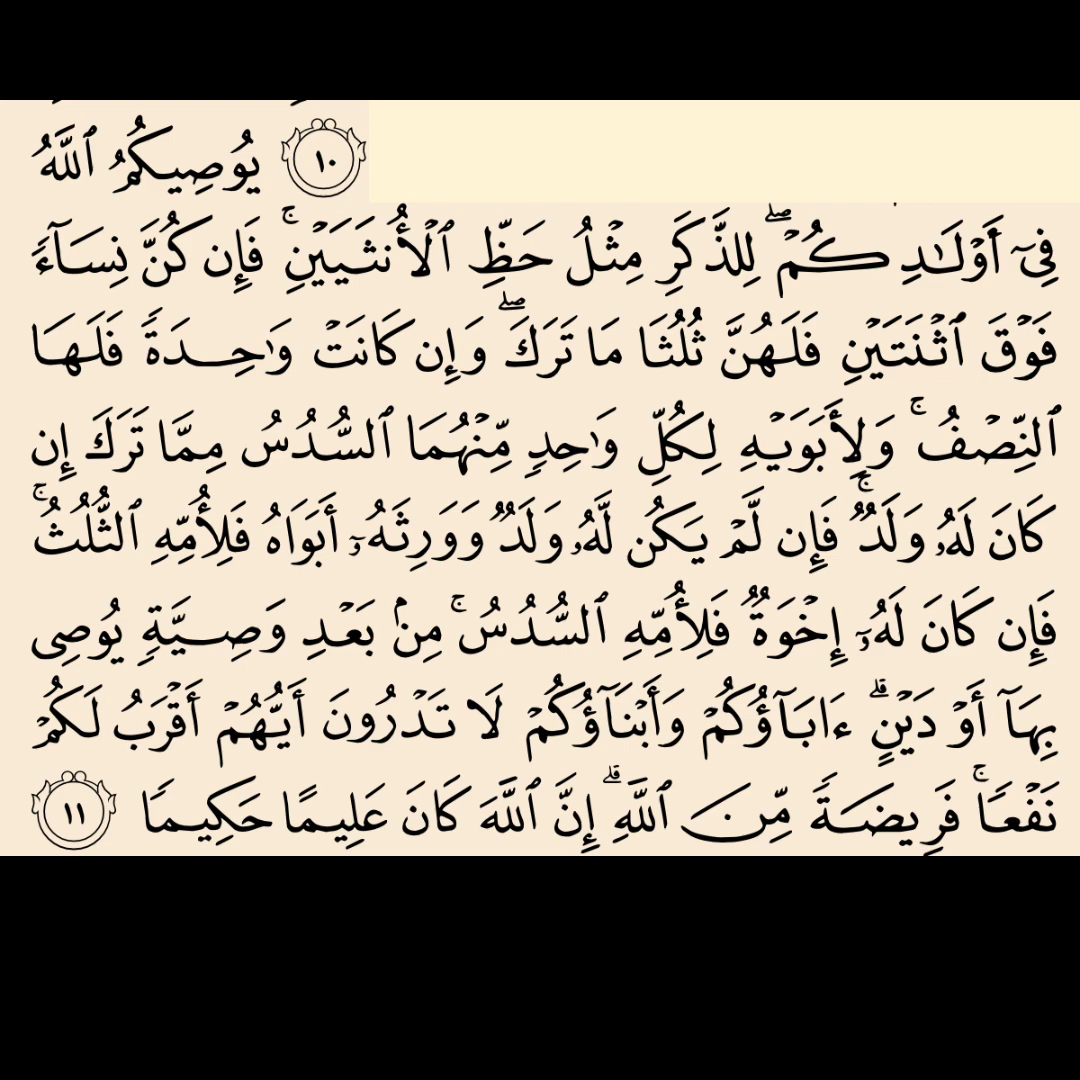 ١٠ يُوصِيكُمُ ٱللَّهُ
فِىٓ أَوْلَـٰدِكُمْ ۖ لِلذَّكَرِ مِثْلُ حَظِّ ٱلْأُنثَيَيْنِ ۚ فَإِن كُنَّ نِسَآءً
فَوْقَ ٱثْنَتَيْنِ فَلَهُنَّ ثُلُثَا مَا تَرَكَ ۖ وَإِن كَانَتْ وَٰحِدَةً فَلَهَا
ٱلنِّصْفُ ۚ وَلِأَبَوَيْهِ لِكُلِّ وَٰحِدٍ مِّنْهُمَا ٱلسُّدُسُ مِمَّا تَرَكَ إِن
كَانَ لَهُۥ وَلَدٌ ۚ فَإِن لَّمْ يَكُن لَّهُۥ وَلَدٌ وَوَرِثَهُۥٓ أَبَوَاهُ فَلِأُمِّهِ ٱلثُّلُثُ ۚ
فَإِن كَانَ لَهُۥٓ إِخْوَةٌ فَلِأُمِّهِ ٱلسُّدُسُ ۚ مِنۢ بَعْدِ وَصِيَّةٍ يُوصِى
بِهَآ أَوْ دَيْنٍ ۗ ءَابَآؤُكُمْ وَأَبْنَآؤُكُمْ لَا تَدْرُونَ أَيُّهُمْ أَقْرَبُ لَكُمْ
نَفْعًا ۚ فَرِيضَةً مِّنَ ٱللَّهِ ۗ إِنَّ ٱللَّهَ كَانَ عَلِيمًا حَكِيمًا ١١